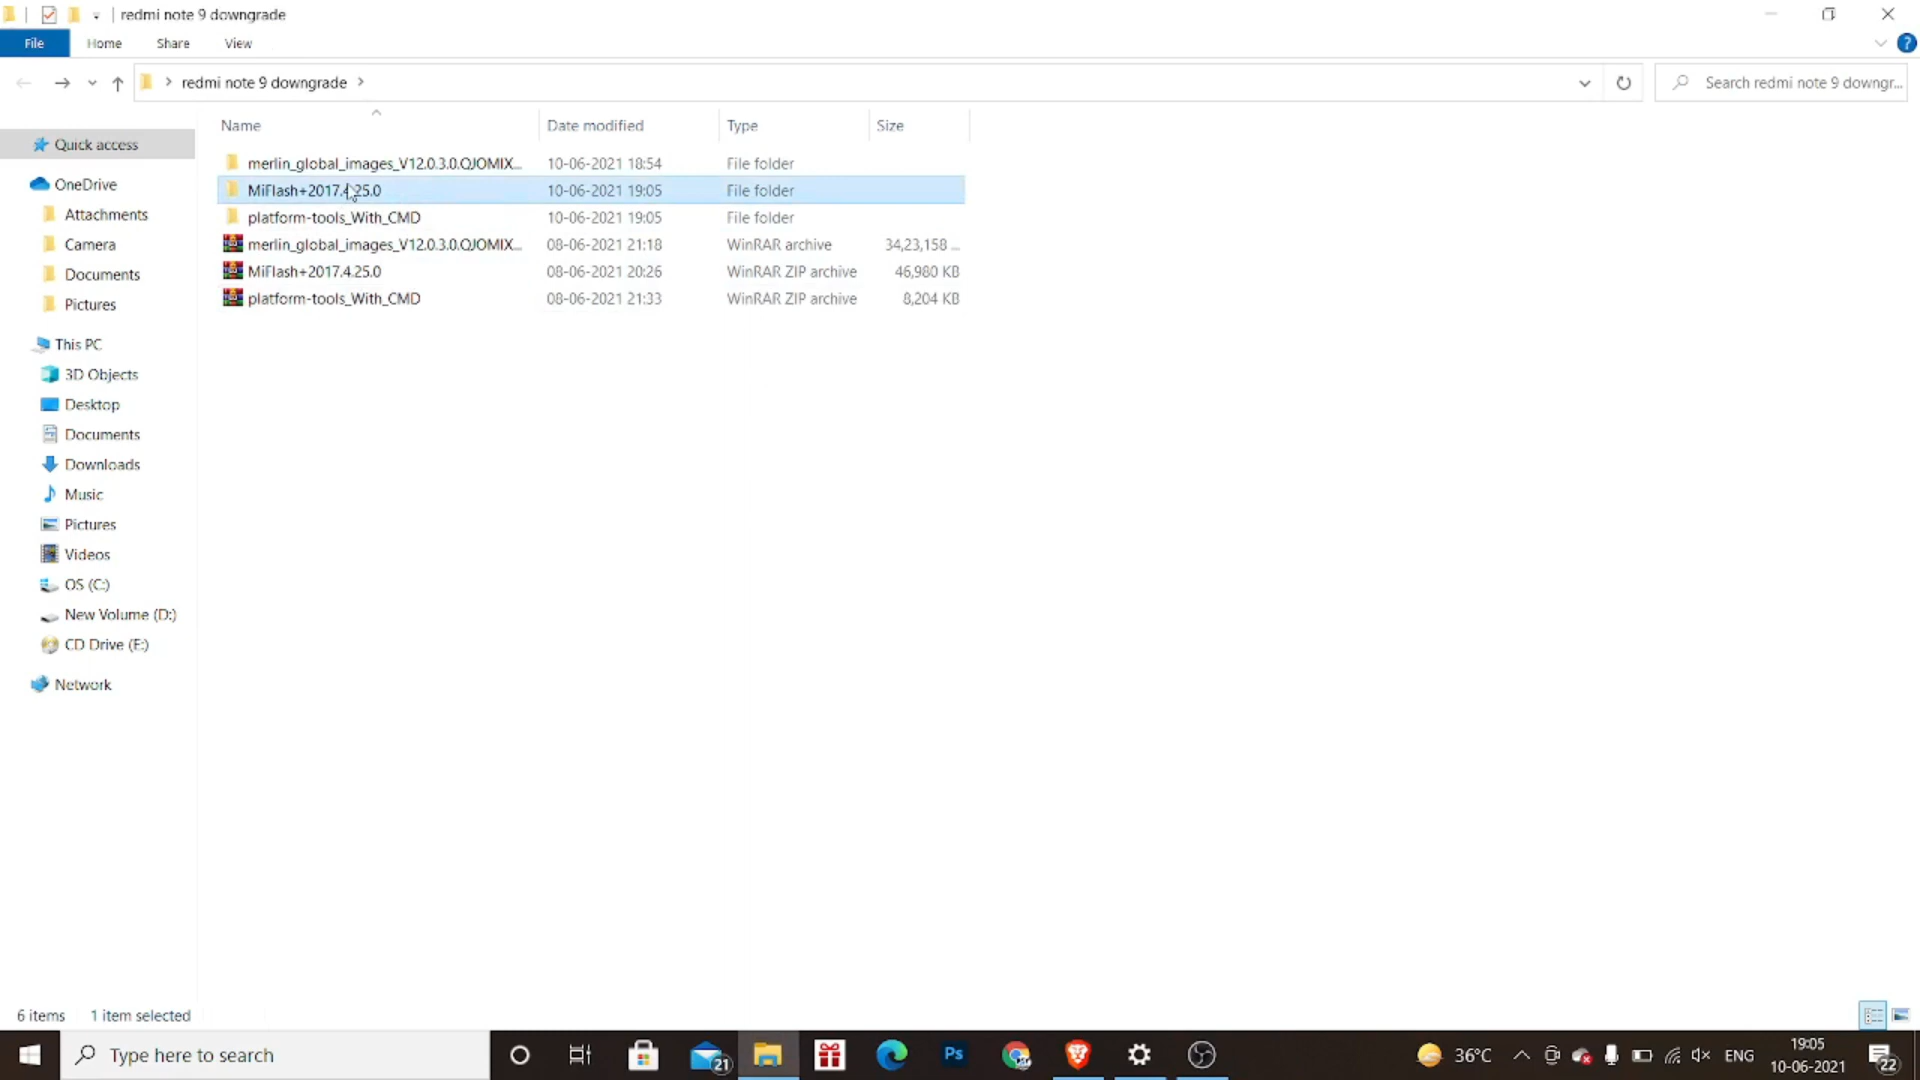 redmi note 9 downgrade
File Home Share View
redmi note 9 downgrade
Search redmi note 9 downgr...
Name Date modified Type Size
merlin_global_images_V12.0.3.0.QJOMIX... 10-06-2021 18:54 File folder
MiFlash+2017.4.25.0 10-06-2021 19:05 File folder
platform-tools_With_CMD 10-06-2021 19:05 File folder
merlin_global_images_V12.0.3.0.QJOMIX... 08-06-2021 21:18 WinRAR archive 34,23,158 ...
MiFlash+2017.4.25.0 08-06-2021 20:26 WinRAR ZIP archive 46,980 KB
platform-tools_With_CMD 08-06-2021 21:33 WinRAR ZIP archive 8,204 KB
Quick access
OneDrive
Attachments
Camera
Documents
Pictures
This PC
3D Objects
Desktop
Documents
Downloads
Music
Pictures
Videos
OS (C:)
New Volume (D:)
CD Drive (E:)
Network
6 items 1 item selected
Type here to search
21
Ps
36°C
ENG
19:05
10-06-2021
22